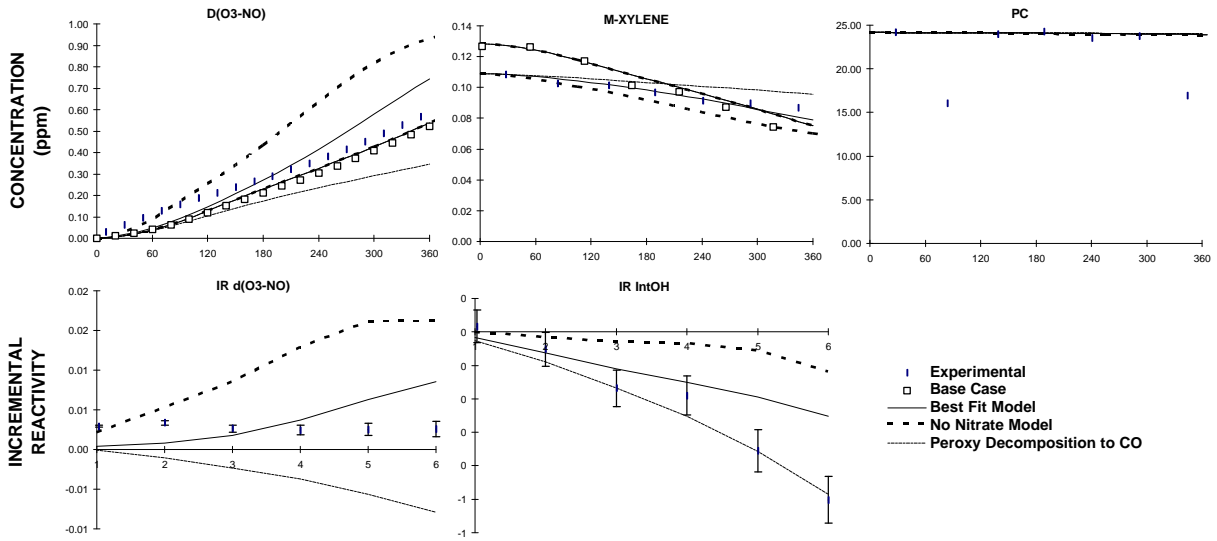 D(O3-NO)
M-XYLENE
PC
CONCENTRATION
(ppm)
1.00
0.90
0.80
0.70
0.60
0.50
0.40
0.30
0.20
0.10
0.00
0 60 120 180 240 300 360
0.14
0.12
0.10
0.08
0.06
0.04
0.02
0.00
0 60 120 180 240 300 360
25.00
20.00
15.00
10.00
5.00
0.00
0 60 120 180 240 300 360
IR d(O3-NO)
IR IntOH
INCREMENTAL
REACTIVITY
0.02
0.02
0.01
0.01
0.00
-0.01
-0.01
1 2 3 4 5 6
0
0
0
0
0
-1
-1
1 2 3 4 5 6
Experimental
Base Case
Best Fit Model
No Nitrate Model
Peroxy Decomposition to CO